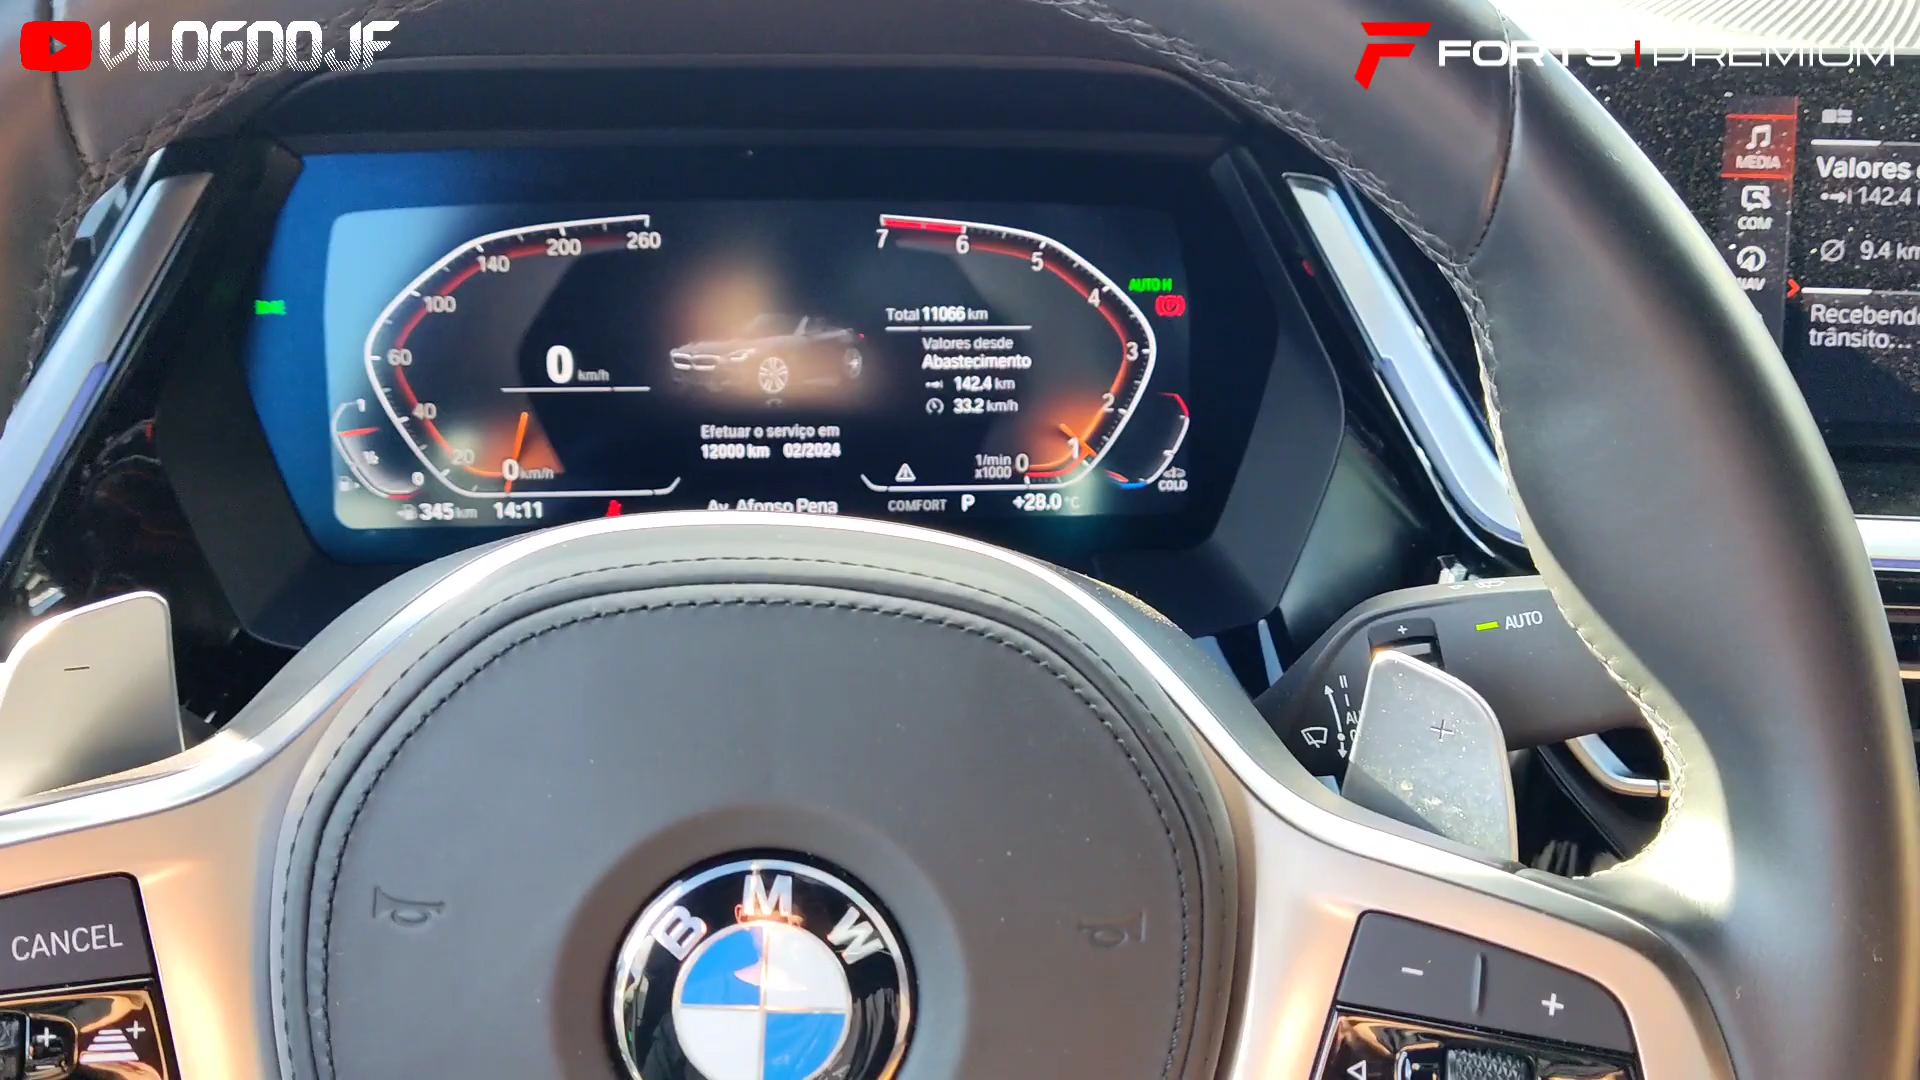 VLOGDOJF
FORTS | PREMIUM
260
200
140
100
60
40
20
0 km/h
0 km/h
7
6
5
4
3
2
1
0
1/min
x1000
AUTO H
Total 11066 km
Valores desde
Abastecimento
142.4 km
33.2 km/h
Efetuar o serviço em
12000 km 02/2024
1
0
345 km 14:11
Av. Afonso Pena
COMFORT P +28.0 °C
COLD
MEDIA
COM
NAV
Valores
142.4
9.4 km
Recebend
trânsito...
AUTO
CANCEL
BMW